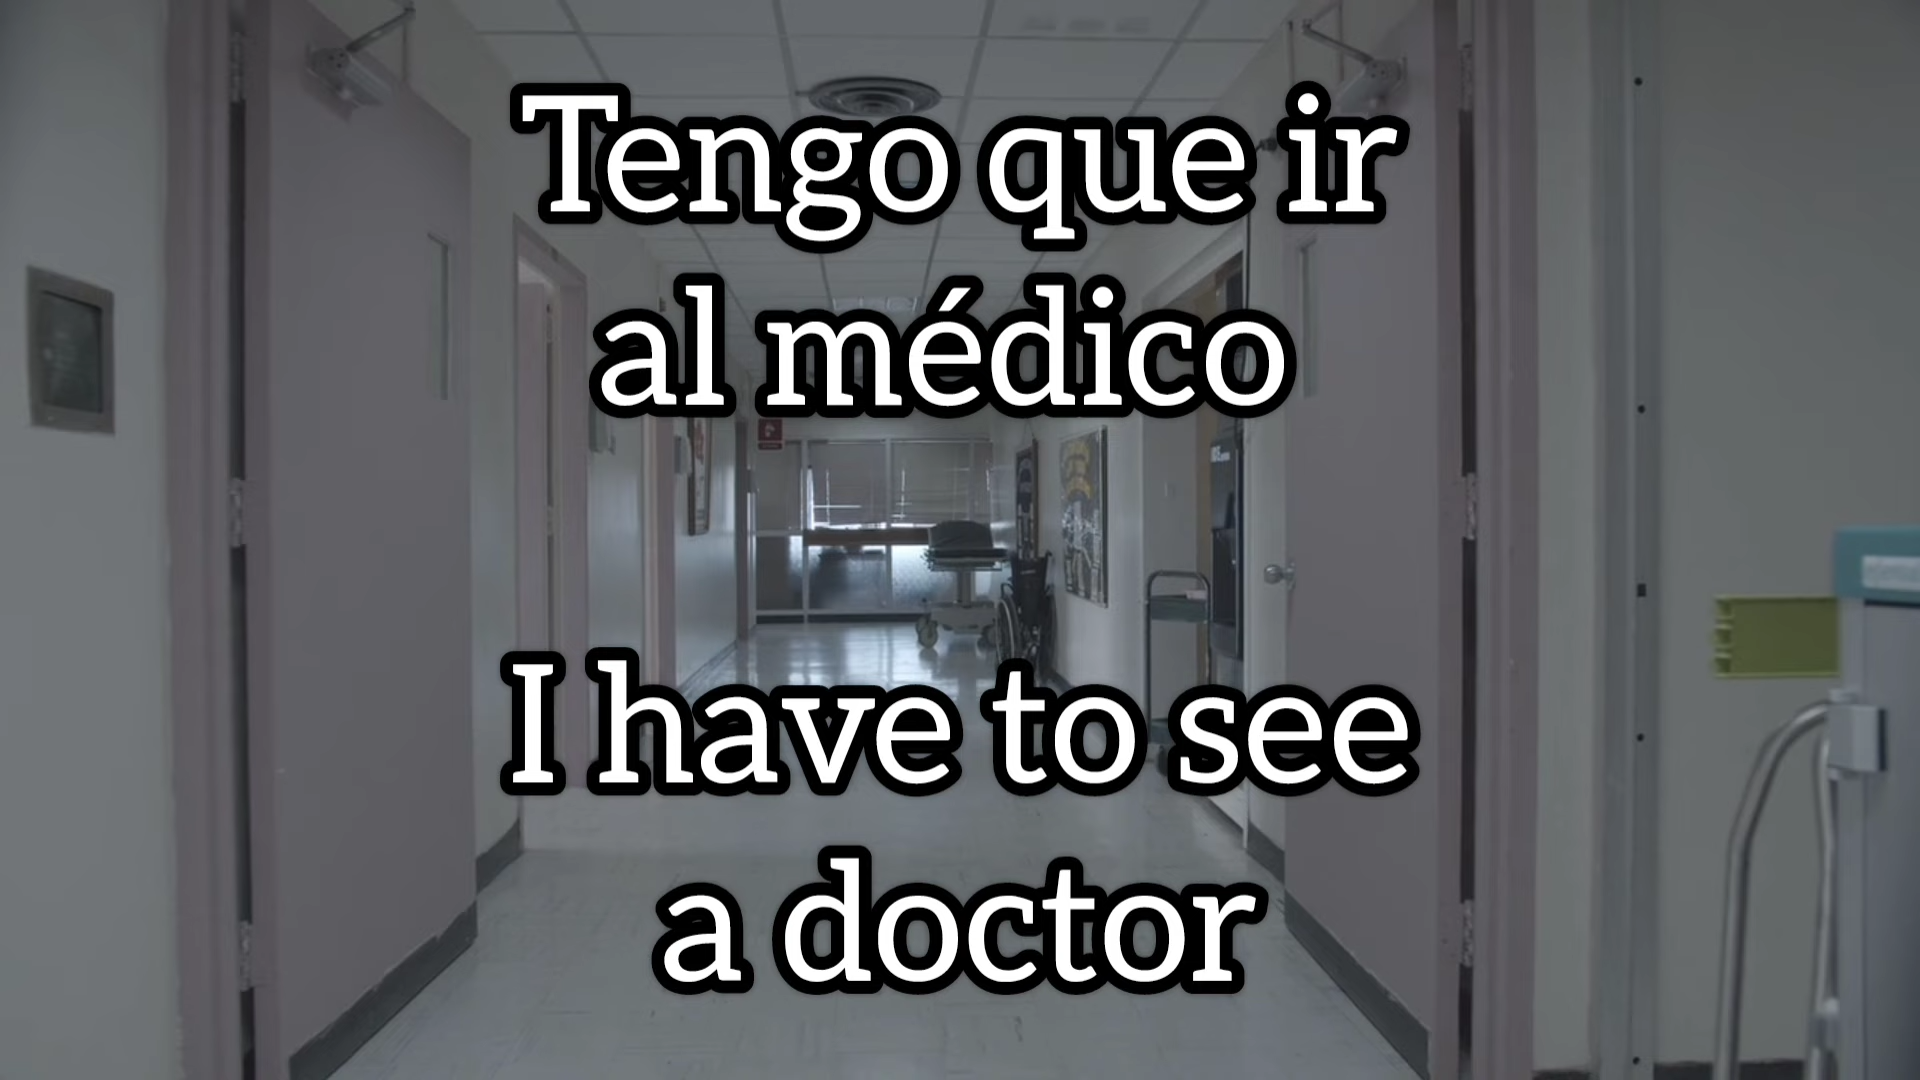 Tengo que ir
al médico
I have to see
a doctor